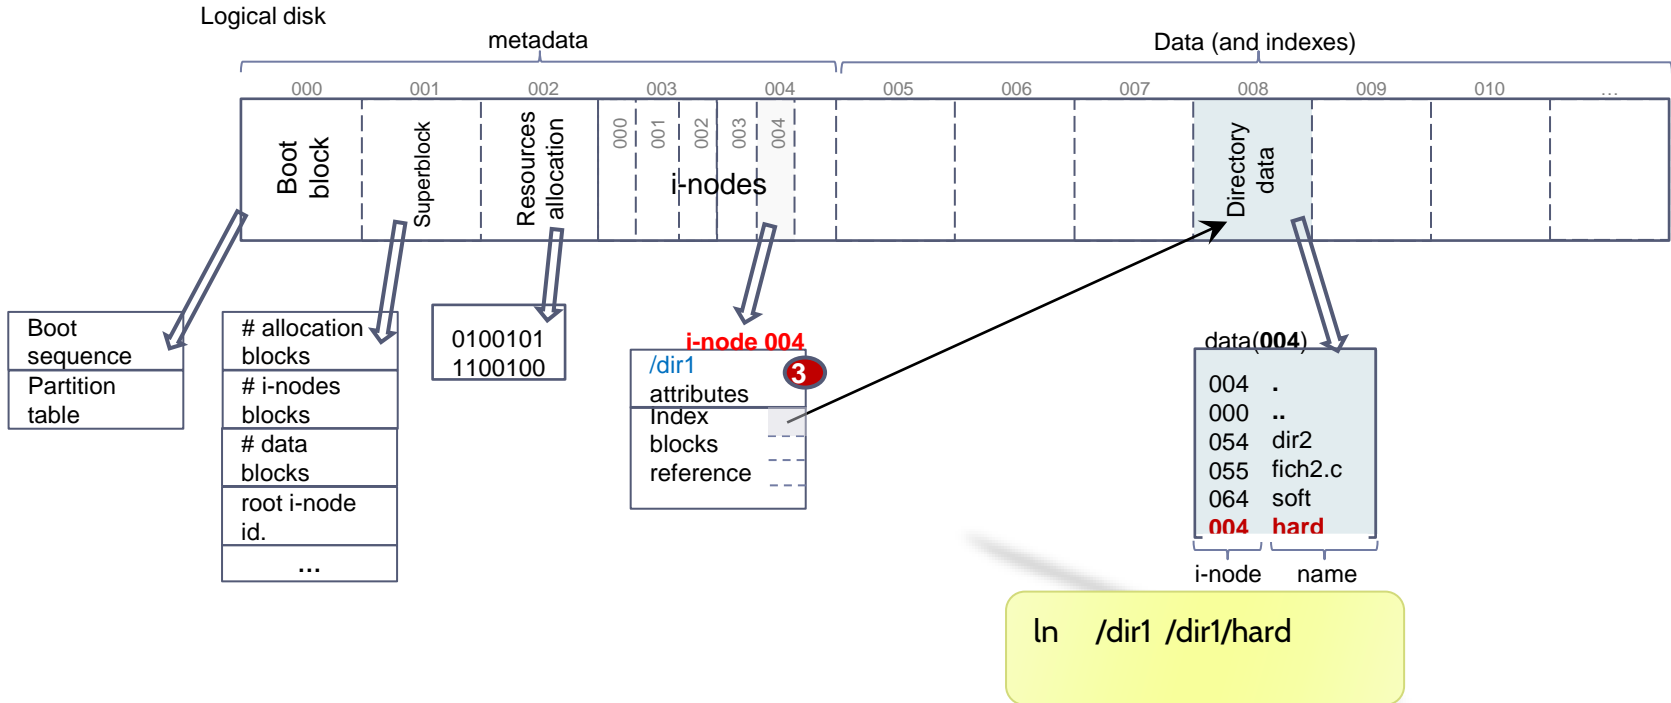 Logical disk
metadata
Data (and indexes)
000 001 002 003 004 005 006 007 008 009 010 ...
Boot
block
Superblock
Resources
allocation
000 001 002 003 004
i-nodes
Directory
data
Boot
sequence
Partition
table
# allocation
blocks
# i-nodes
blocks
# data
blocks
root i-node
id.
...
0100101
1100100
i-node 004
/dir1
3
attributes
Index
blocks
reference
data(004)
004 .
000 ..
054 dir2
055 fich2.c
064 soft
004 hard
i-node name
ln /dir1 /dir1/hard